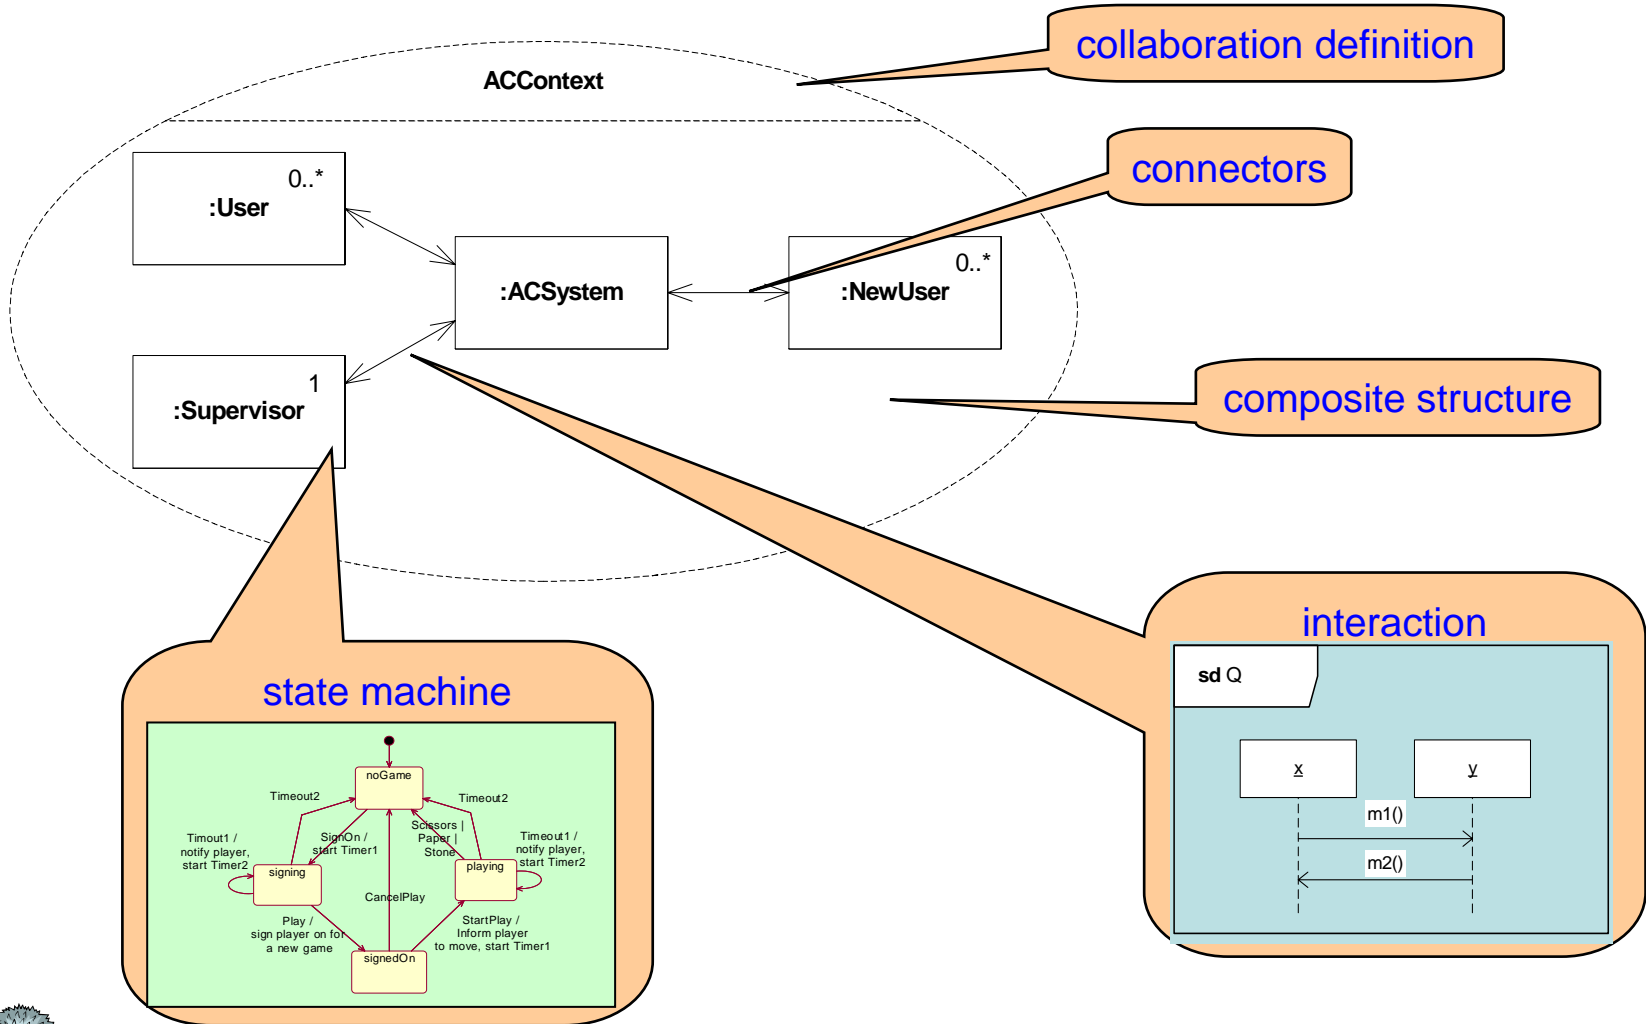 collaboration definition
ACContext
connectors
0..*
:User
:ACSystem
0..*
:NewUser
composite structure
1
:Supervisor
interaction
sd Q
x
y
m1()
m2()
state machine
noGame
Timeout2
Timeout2
Timout1 /
notify player,
start Timer2
SignOn /
start Timer1
Scissors |
Paper |
Stone
Timeout1 /
notify player,
start Timer2
signing
playing
CancelPlay
Play /
sign player on for
a new game
StartPlay /
Inform player
to move, start Timer1
signedOn